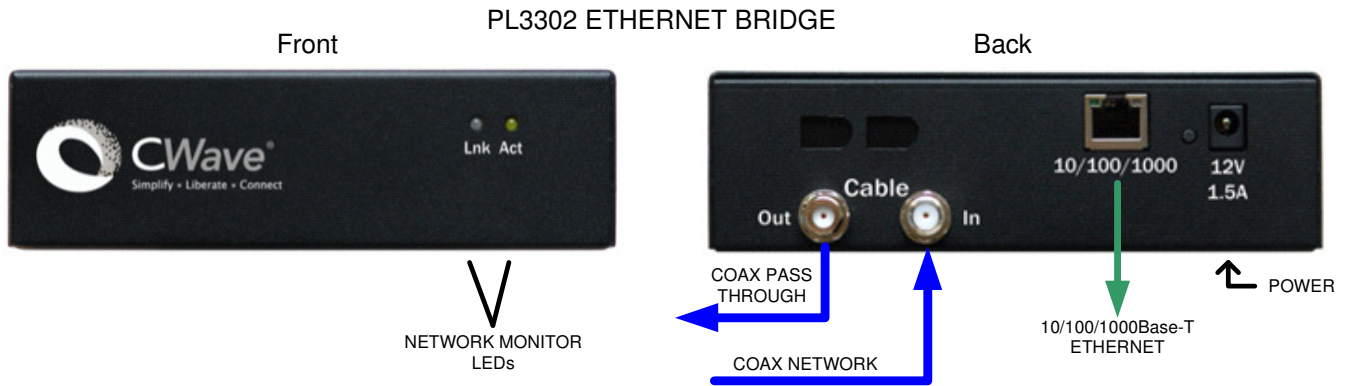 PL3302 ETHERNET BRIDGE
Front
Back
CWave®
Simplify • Liberate • Connect
Lnk Act
10/100/1000
12V
1.5A
Cable
Out
In
COAX PASS
THROUGH
POWER
NETWORK MONITOR
LEDs
10/100/1000Base-T
ETHERNET
COAX NETWORK